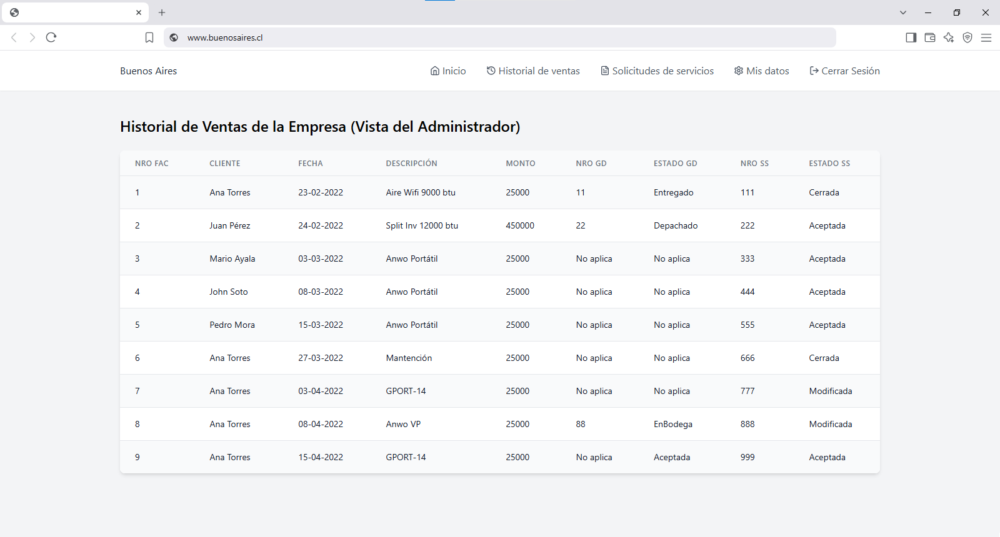 www.buenosaires.cl
Buenos Aires Inicio Historial de ventas Solicitudes de servicios Mis datos Cerrar Sesión
Historial de Ventas de la Empresa (Vista del Administrador)
NRO FAC CLIENTE FECHA DESCRIPCIÓN MONTO NRO GD ESTADO GD NRO SS ESTADO SS
1 Ana Torres 23-02-2022 Aire Wifi 9000 btu 25000 11 Entregado 111 Cerrada
2 Juan Pérez 24-02-2022 Split Inv 12000 btu 450000 22 Depachado 222 Aceptada
3 Mario Ayala 03-03-2022 Anwo Portátil 25000 No aplica No aplica 333 Aceptada
4 John Soto 08-03-2022 Anwo Portátil 25000 No aplica No aplica 444 Aceptada
5 Pedro Mora 15-03-2022 Anwo Portátil 25000 No aplica No aplica 555 Aceptada
6 Ana Torres 27-03-2022 Mantención 25000 No aplica No aplica 666 Cerrada
7 Ana Torres 03-04-2022 GPORT-14 25000 No aplica No aplica 777 Modificada
8 Ana Torres 08-04-2022 Anwo VP 25000 88 EnBodega 888 Modificada
9 Ana Torres 15-04-2022 GPORT-14 25000 No aplica Aceptada 999 Aceptada